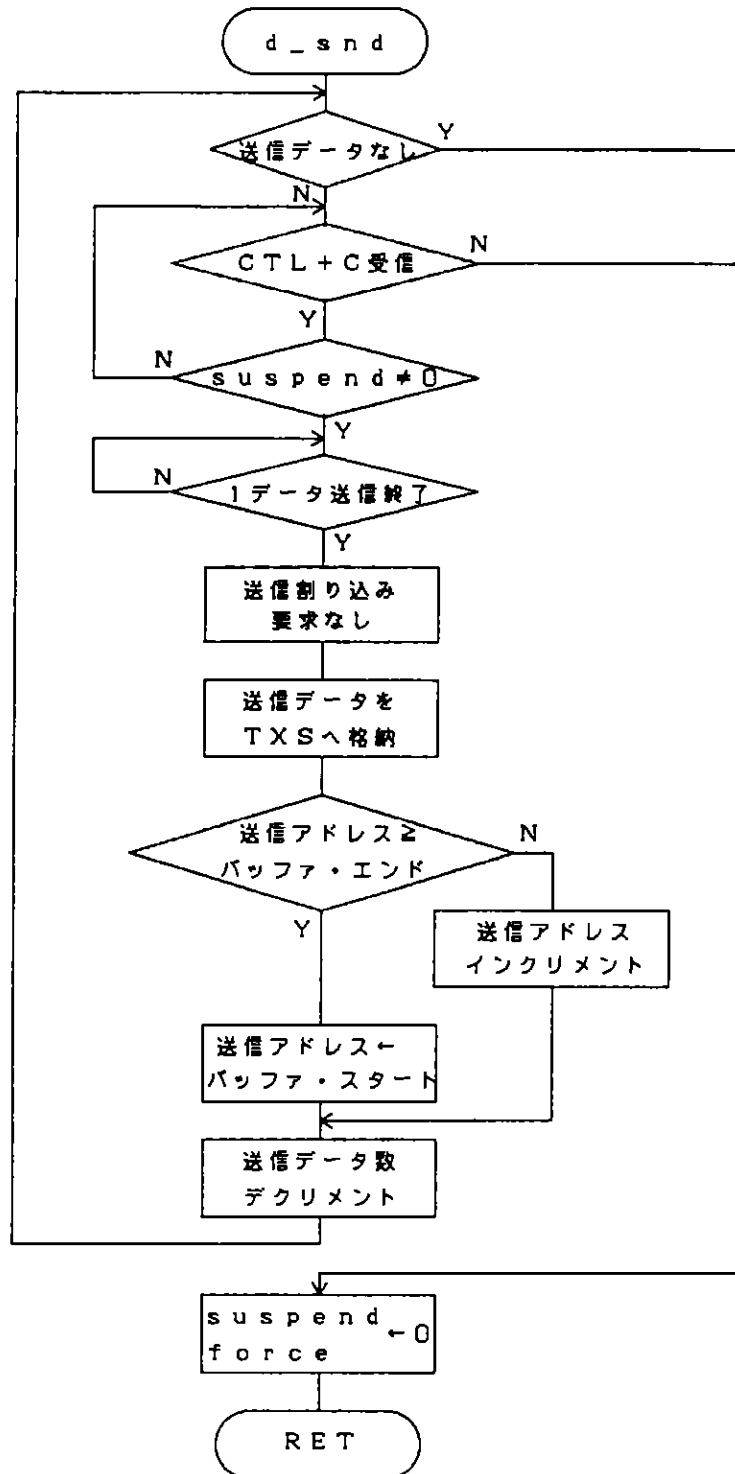 d_snd
送信データなし
Y
N
CTL+C受信
N
Y
suspend≠0
N
Y
1データ送信終了
N
Y
送信割り込み
要求なし
送信データを
TXSへ格納
送信アドレス≥
バッファ・エンド
N
Y
送信アドレス
インクリメント
送信アドレス←
バッファ・スタート
送信データ数
デクリメント
suspend
force ←0
RET